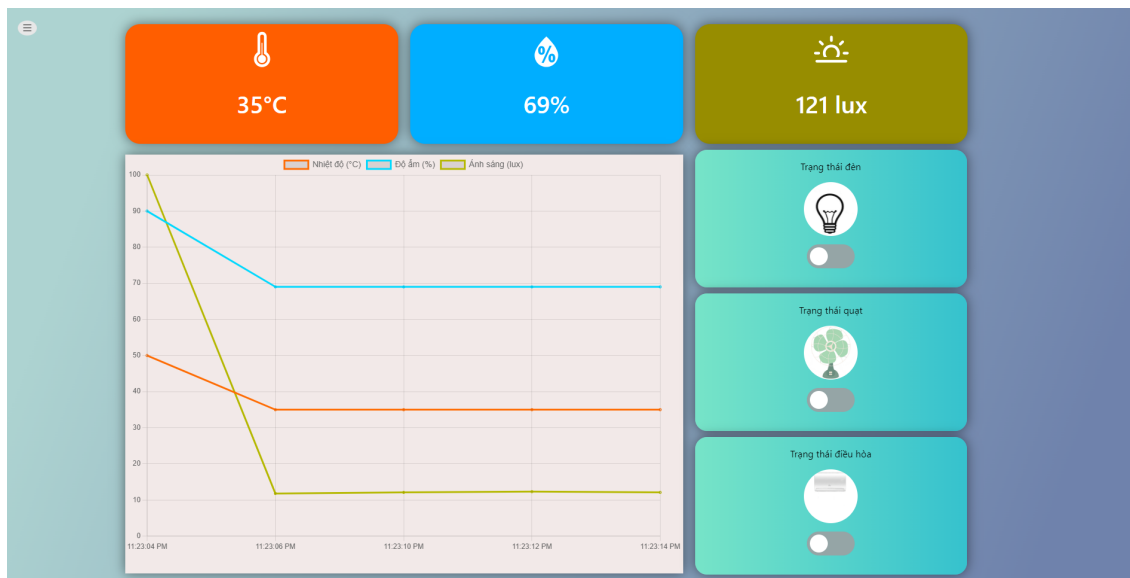 ☰
%
35°C
69%
121 lux
Nhiệt độ (°C) Độ ẩm (%) Ánh sáng (lux)
100
90
80
70
60
50
40
30
20
10
0
11:23:04 PM 11:23:06 PM 11:23:10 PM 11:23:12 PM 11:23:14 PM
Trạng thái đèn
Trạng thái quạt
Trạng thái điều hòa